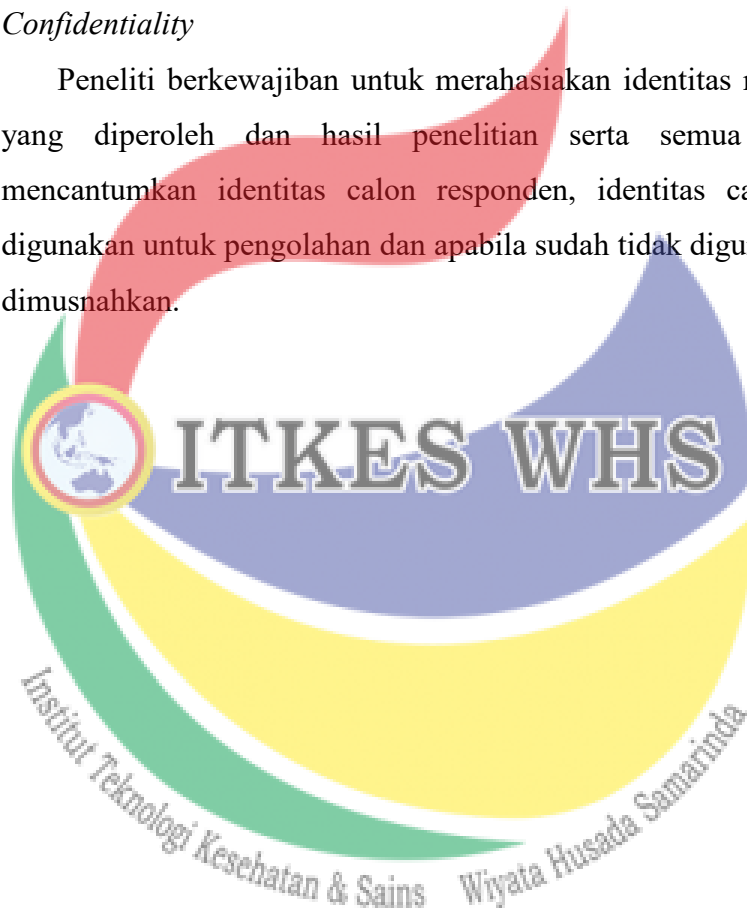 Confidentiality
Peneliti berkewajiban untuk merahasiakan identitas
yang diperoleh dan hasil penelitian serta semua
mencantumkan identitas calon responden, identitas
digunakan untuk pengolahan dan apabila sudah tidak
dimusnahkan.
ITKES WHS
Institut Teknologi Kesehatan & Sains Wiyata Husada Samarinda